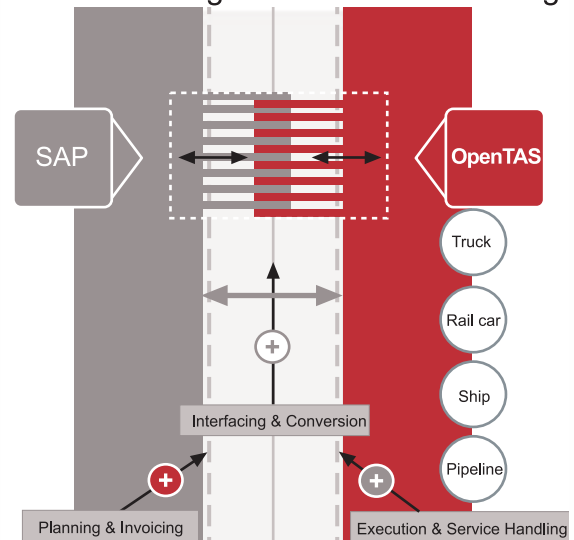 SAP
OpenTAS
Truck
Rail car
Ship
Pipeline
Interfacing & Conversion
Planning & Invoicing
Execution & Service Handling